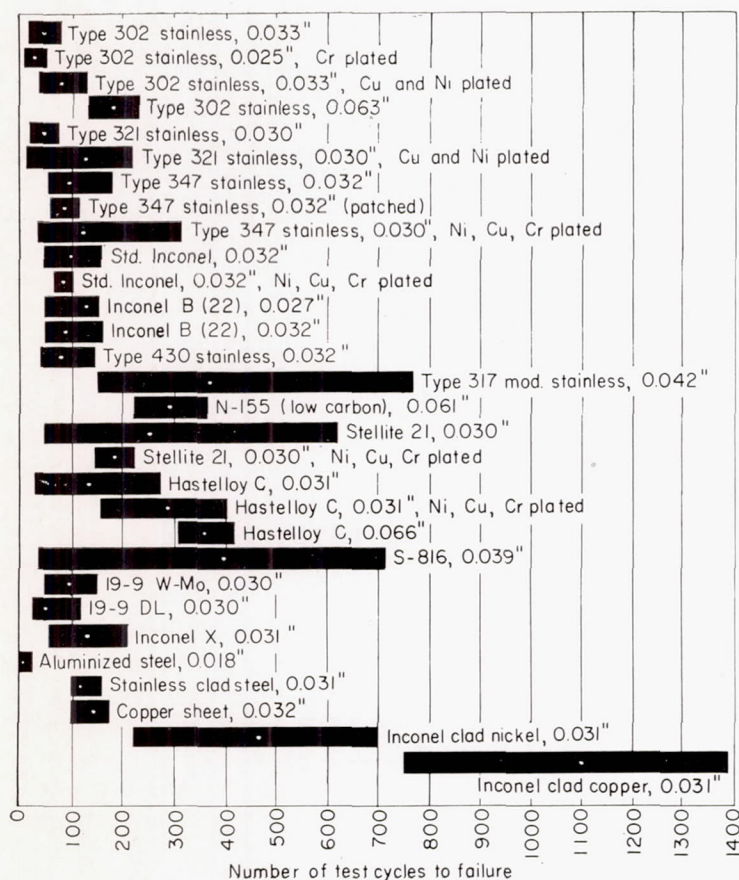 Type 302 stainless, 0.033"
Type 302 stainless, 0.025", Cr plated
Type 302 stainless, 0.033", Cu and Ni plated
Type 302 stainless, 0.063"
Type 321 stainless, 0.030"
Type 321 stainless, 0.030", Cu and Ni plated
Type 347 stainless, 0.032"
Type 347 stainless, 0.032" (patched)
Type 347 stainless, 0.030", Ni, Cu, Cr plated
Std. Inconel, 0.032"
Std. Inconel, 0.032", Ni, Cu, Cr plated
Inconel B (22), 0.027"
Inconel B (22), 0.032"
Type 430 stainless, 0.032"
Type 317 mod. stainless, 0.042"
N-155 (low carbon), 0.061"
Stellite 21, 0.030"
Stellite 21, 0.030", Ni, Cu, Cr plated
Hastelloy C, 0.031"
Hastelloy C, 0.031", Ni, Cu, Cr plated
Hastelloy C, 0.066"
S-816, 0.039"
19-9 W-Mo, 0.030"
19-9 DL, 0.030"
Inconel X, 0.031"
Aluminized steel, 0.018"
Stainless clad steel, 0.031"
Copper sheet, 0.032"
Inconel clad nickel, 0.031"
Inconel clad copper, 0.031"
0 100 200 300 400 500 600 700 800 900 1000 1100 1200 1300 1400
Number of test cycles to failure